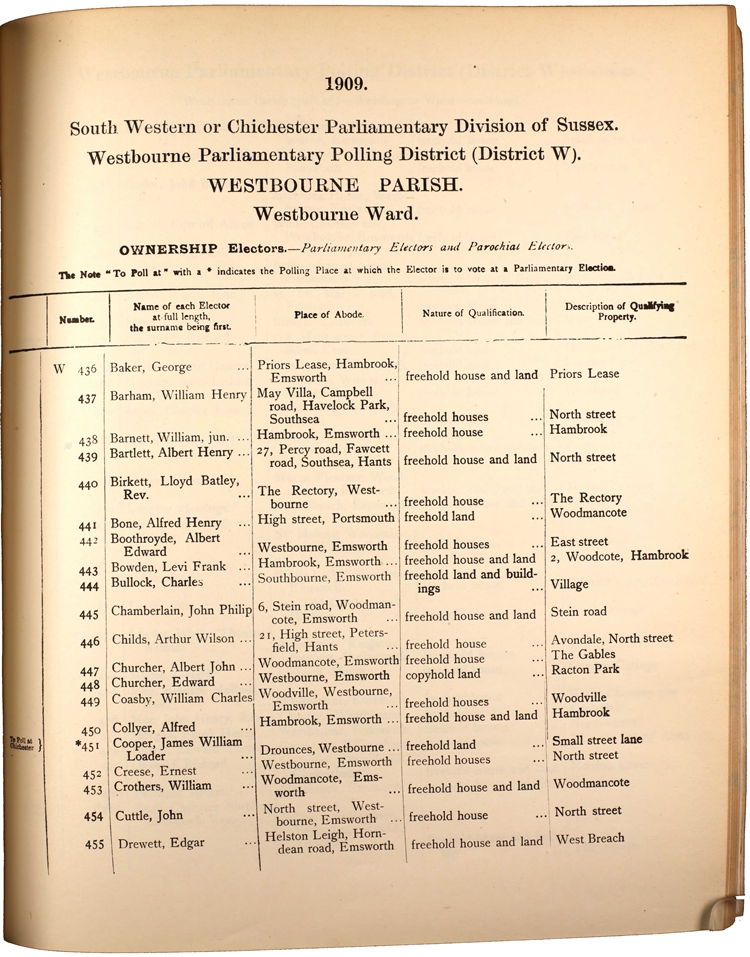 1909.
South Western or Chichester Parliamentary Division of Sussex.
Westbourne Parliamentary Polling District (District W).
WESTBOURNE PARISH.
Westbourne Ward.
OWNERSHIP Electors.—Parliamentary Electors and Parochial Electors.
The Note "To Poll at" with a * indicates the Polling Place at which the Elector is to vote at a Parliamentary Election.
Number. Name of each Elector at full length, the surname being first. Place of Abode. Nature of Qualification. Description of Qualifying Property.
W 436 Baker, George ... Priors Lease, Hambrook,
Emsworth ... freehold house and land Priors Lease
437 Barham, William Henry May Villa, Campbell
road, Havelock Park,
Southsea ... freehold houses ... North street
438 Barnett, William, jun. ... Hambrook, Emsworth ... freehold house ... Hambrook
439 Bartlett, Albert Henry ... 27, Percy road, Fawcett
road, Southsea, Hants freehold house and land North street
440 Birkett, Lloyd Batley,
Rev. ... The Rectory, West-
bourne ... freehold house ... The Rectory
441 Bone, Alfred Henry ... High street, Portsmouth freehold land ... Woodmancote
442 Boothroyde, Albert
Edward ... Westbourne, Emsworth freehold houses ... East street
443 Bowden, Levi Frank ... Hambrook, Emsworth ... freehold house and land 2, Woodcote, Hambrook
444 Bullock, Charles ... Southbourne, Emsworth freehold land and build-
ings ... Village
445 Chamberlain, John Philip 6, Stein road, Woodman-
cote, Emsworth ... freehold house and land Stein road
446 Childs, Arthur Wilson ... 21, High street, Peters-
field, Hants ... freehold house ... Avondale, North street
447 Churcher, Albert John ... Woodmancote, Emsworth freehold house ... The Gables
448 Churcher, Edward ... Westbourne, Emsworth copyhold land ... Racton Park
449 Coasby, William Charles Woodville, Westbourne,
Emsworth ... freehold houses ... Woodville
450 Collyer, Alfred ... Hambrook, Emsworth ... freehold house and land Hambrook
To Poll at
Chichester } *451 Cooper, James William
Loader ... Drounces, Westbourne ... freehold land ... Small street lane
452 Creese, Ernest ... Westbourne, Emsworth freehold houses ... North street
453 Crothers, William ... Woodmancote, Ems-
worth ... freehold house and land Woodmancote
454 Cuttle, John ... North street, West-
bourne, Emsworth ... freehold house ... North street
455 Drewett, Edgar ... Helston Leigh, Horn-
dean road, Emsworth freehold house and land West Breach